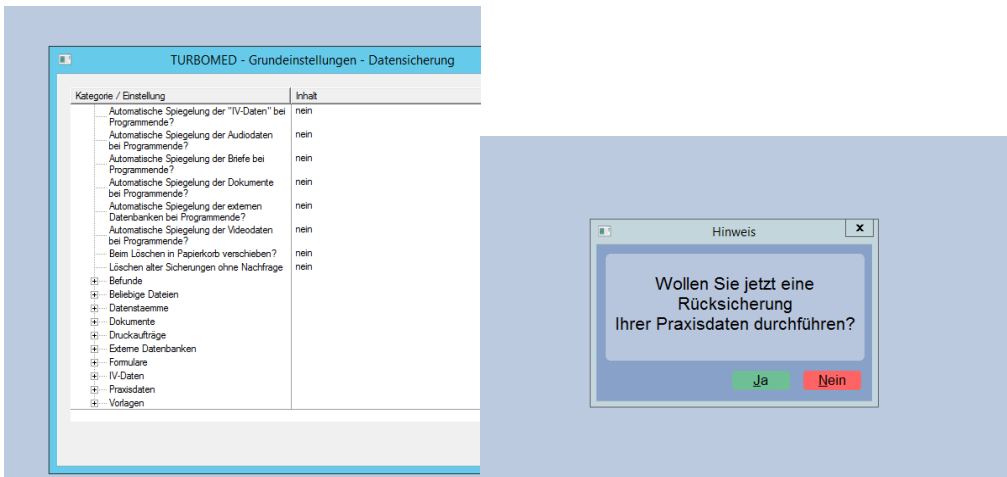 TURBOMED - Grundeinstellungen - Datensicherung
Kategorie / Einstellung Inhalt
Automatische Spiegelung der "IV-Daten" bei nein
Programmende?
Automatische Spiegelung der Audiodaten nein
bei Programmende?
Automatische Spiegelung der Briefe bei nein
Programmende?
Automatische Spiegelung der Dokumente nein
bei Programmende?
Automatische Spiegelung der externen nein
Datenbanken bei Programmende?
Automatische Spiegelung der Videodaten nein
bei Programmende?
Beim Löschen in Papierkorb verschieben? nein
Löschen alter Sicherungen ohne Nachfrage nein
Befunde
Beliebige Dateien
Datenstaemme
Dokumente
Druckaufträge
Externe Datenbanken
Formulare
IV-Daten
Praxisdaten
Vorlagen
Hinweis x
Wollen Sie jetzt eine
Rücksicherung
Ihrer Praxisdaten durchführen?
Ja Nein